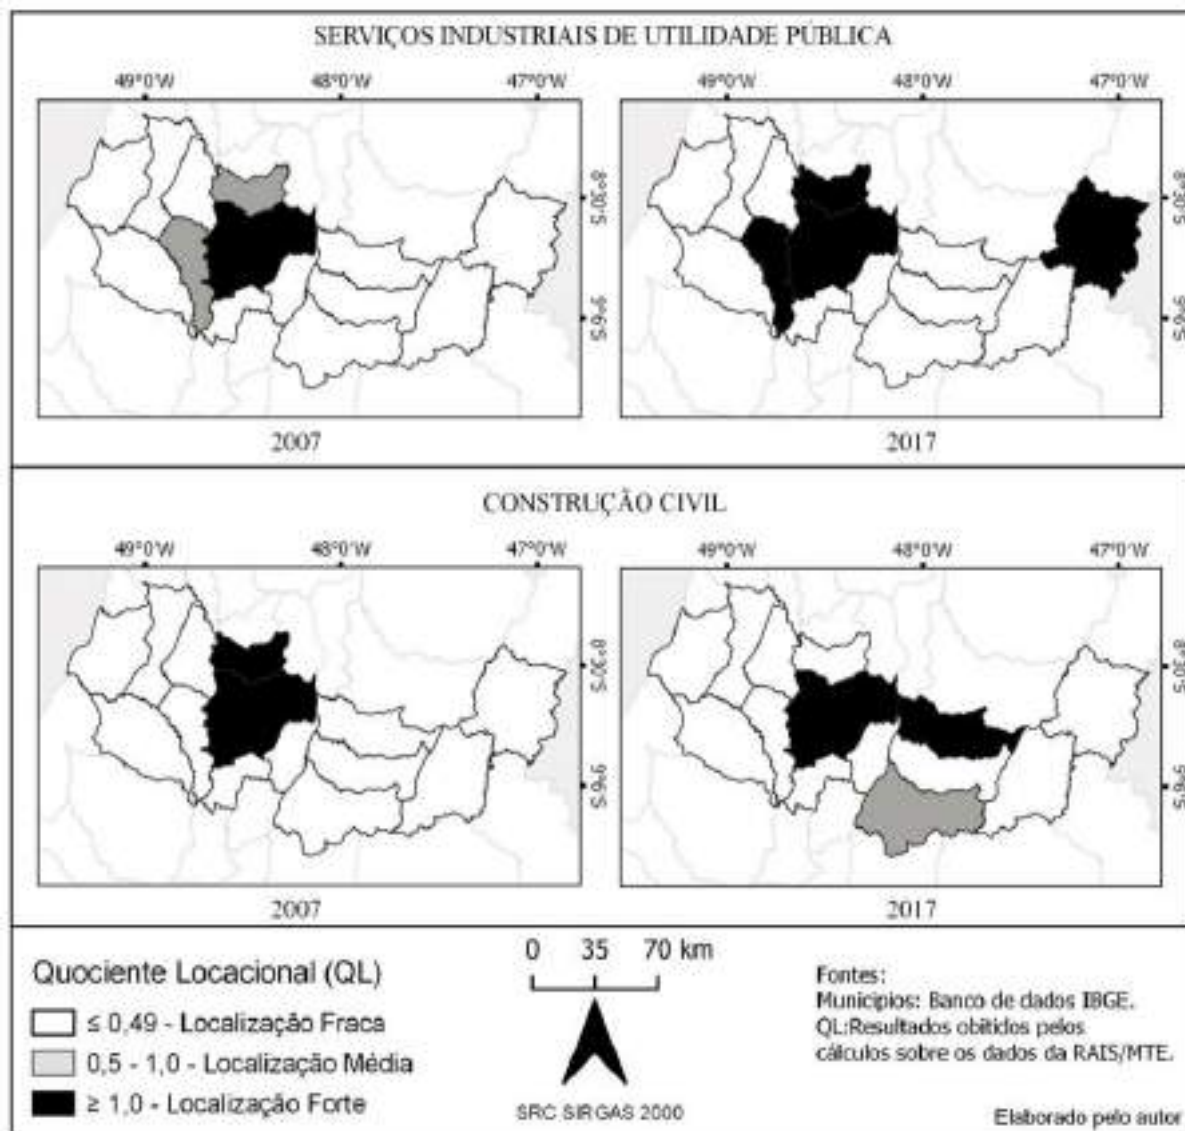 SERVIÇOS INDUSTRIAIS DE UTILIDADE PÚBLICA
49°0'W 48°0'W 47°0'W
49°0'W 48°0'W 47°0'W
8°30'S
9°6'S
8°30'S
9°6'S
2007
2017
CONSTRUÇÃO CIVIL
49°0'W 48°0'W 47°0'W
49°0'W 48°0'W 47°0'W
8°30'S
9°6'S
8°30'S
9°6'S
2007
2017
Quociente Locacional (QL)
≤ 0,49 - Localização Fraca
0,5 - 1,0 - Localização Média
≥ 1,0 - Localização Forte
0 35 70 km
SRC SIRGAS 2000
Fontes:
Municipios: Banco de dados IBGE.
QL:Resultados obitidos pelos
cálculos sobre os dados da RAIS/MTE.
Elaborado pelo autor